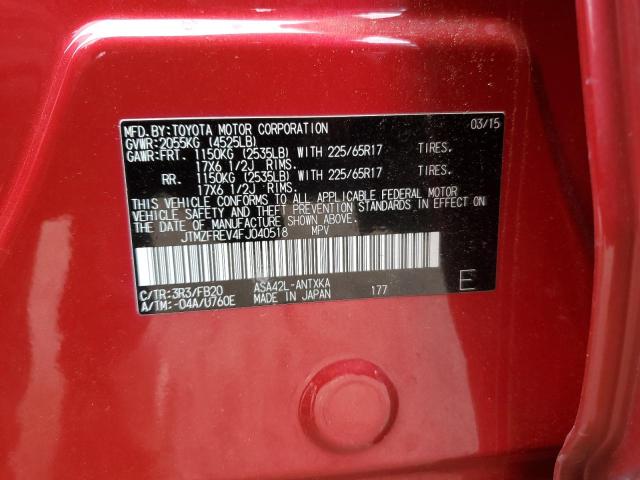 MFD.BY:TOYOTA MOTOR CORPORATION 03/15
GVWR:2055KG (4525LB)
GAWR:FRT. 1150KG (2535LB) WITH 225/65R17 TIRES.
17X6 1/2J RIMS.
RR. 1150KG (2535LB) WITH 225/65R17 TIRES.
17X6 1/2J RIMS.
THIS VEHICLE CONFORMS TO ALL APPLICABLE FEDERAL MOTOR
VEHICLE SAFETY AND THEFT PREVENTION STANDARDS IN EFFECT ON
THE DATE OF MANUFACTURE SHOWN ABOVE.
JTMZFREV4FJ040518 MPV
C/TR:3R3/FB20 ASA42L-ANTXKA E
A/TM:-04A/U760E MADE IN JAPAN 177